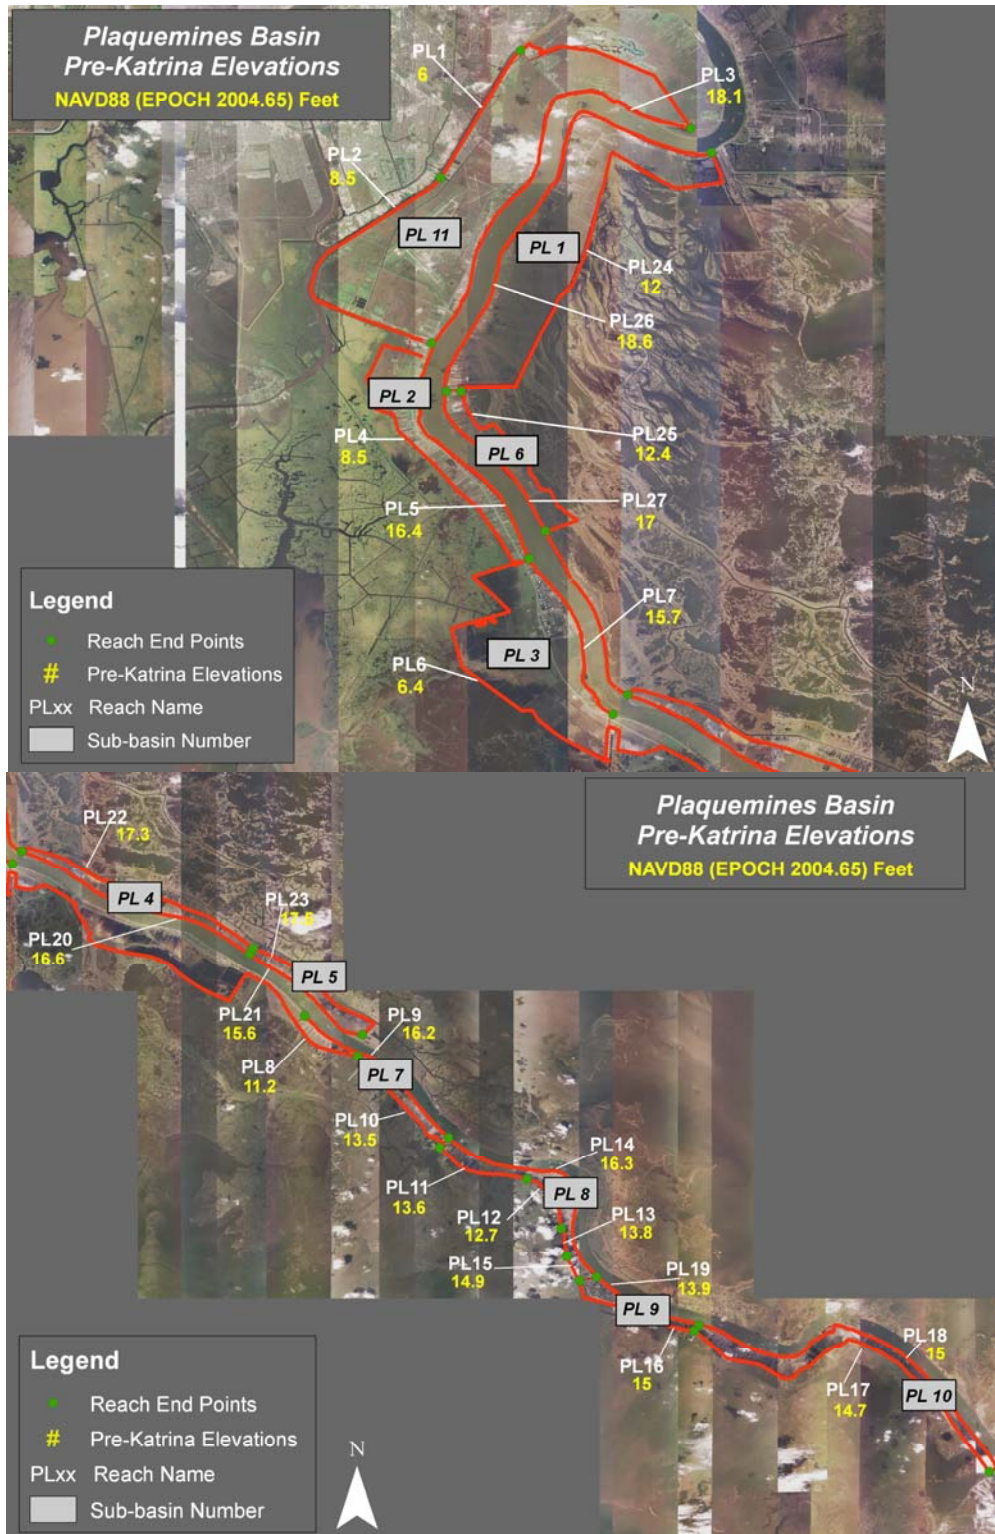 Plaquemines Basin
Pre-Katrina Elevations
NAVD88 (EPOCH 2004.65) Feet
PL1
6
PL3
18.1
PL2
8.5
PL 11
PL 1
PL24
12
PL26
18.6
PL 2
PL4
8.5
PL25
12.4
PL 6
PL27
17
PL5
16.4
PL7
15.7
PL 3
PL6
6.4
Legend
Reach End Points
# Pre-Katrina Elevations
PLxx Reach Name
Sub-basin Number
N
Plaquemines Basin
Pre-Katrina Elevations
NAVD88 (EPOCH 2004.65) Feet
PL22
17.3
PL 4
PL23
PL20
16.6
PL 5
PL21
15.6
PL9
16.2
PL8
11.2
PL 7
PL10
13.5
PL14
16.3
PL11
13.6
PL 8
PL12
12.7
PL13
13.8
PL15
14.9
PL19
13.9
PL 9
PL16
15
PL18
15
PL17
14.7
PL 10
Legend
Reach End Points
# Pre-Katrina Elevations
PLxx Reach Name
Sub-basin Number
N